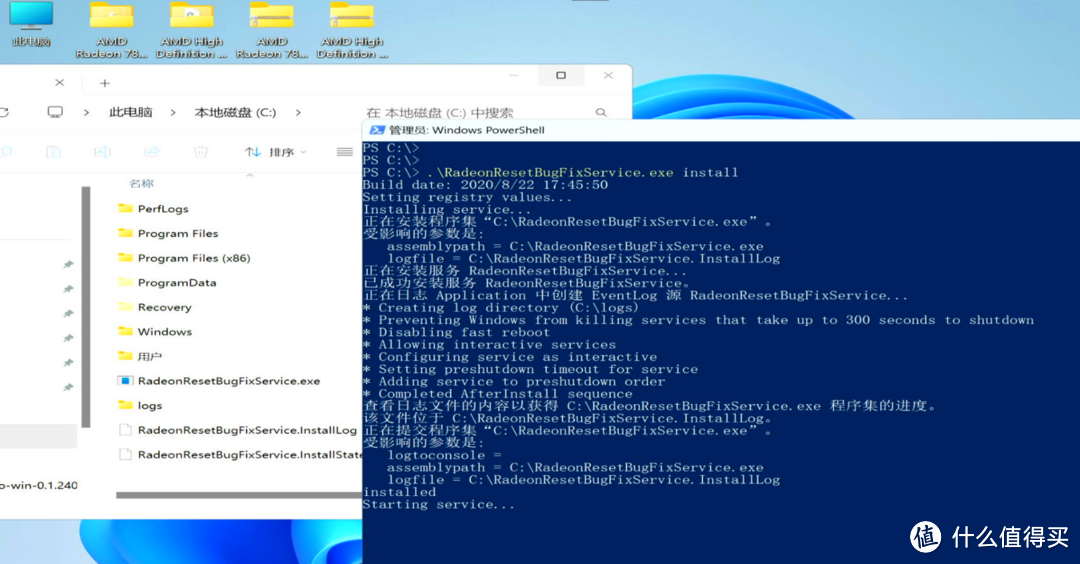 此电脑
AMD Radeon 78...
AMD High Definition ...
AMD Radeon 78...
AMD High Definition ...
此电脑 > 本地磁盘 (C:) >
在 本地磁盘 (C:) 中搜索
排序
名称
PerfLogs
Program Files
Program Files (x86)
ProgramData
Recovery
Windows
用户
RadeonResetBugFixService.exe
logs
RadeonResetBugFixService.InstallLog
RadeonResetBugFixService.InstallState
o-win-0.1.240
管理员: Windows PowerShell
PS C:\>
PS C:\>
PS C:\> .\RadeonResetBugFixService.exe install
Build date: 2020/8/22 17:45:50
Setting registry values...
Installing service...
正在安装程序集“C:\RadeonResetBugFixService.exe”。
受影响的参数是:
assemblypath = C:\RadeonResetBugFixService.exe
logfile = C:\RadeonResetBugFixService.InstallLog
正在安装服务 RadeonResetBugFixService...
已成功安装服务 RadeonResetBugFixService。
正在日志 Application 中创建 EventLog 源 RadeonResetBugFixService...
* Creating log directory (C:\logs)
* Preventing Windows from killing services that take up to 300 seconds to shutdown
* Disabling fast reboot
* Allowing interactive services
* Configuring service as interactive
* Setting preshutdown timeout for service
* Adding service to preshutdown order
* Completed AfterInstall sequence
查看日志文件的内容以获得 C:\RadeonResetBugFixService.exe 程序集的进度。
该文件位于 C:\RadeonResetBugFixService.InstallLog。
正在提交程序集“C:\RadeonResetBugFixService.exe”。
受影响的参数是:
logtoconsole =
assemblypath = C:\RadeonResetBugFixService.exe
logfile = C:\RadeonResetBugFixService.InstallLog
installed
Starting service...
值 什么值得买